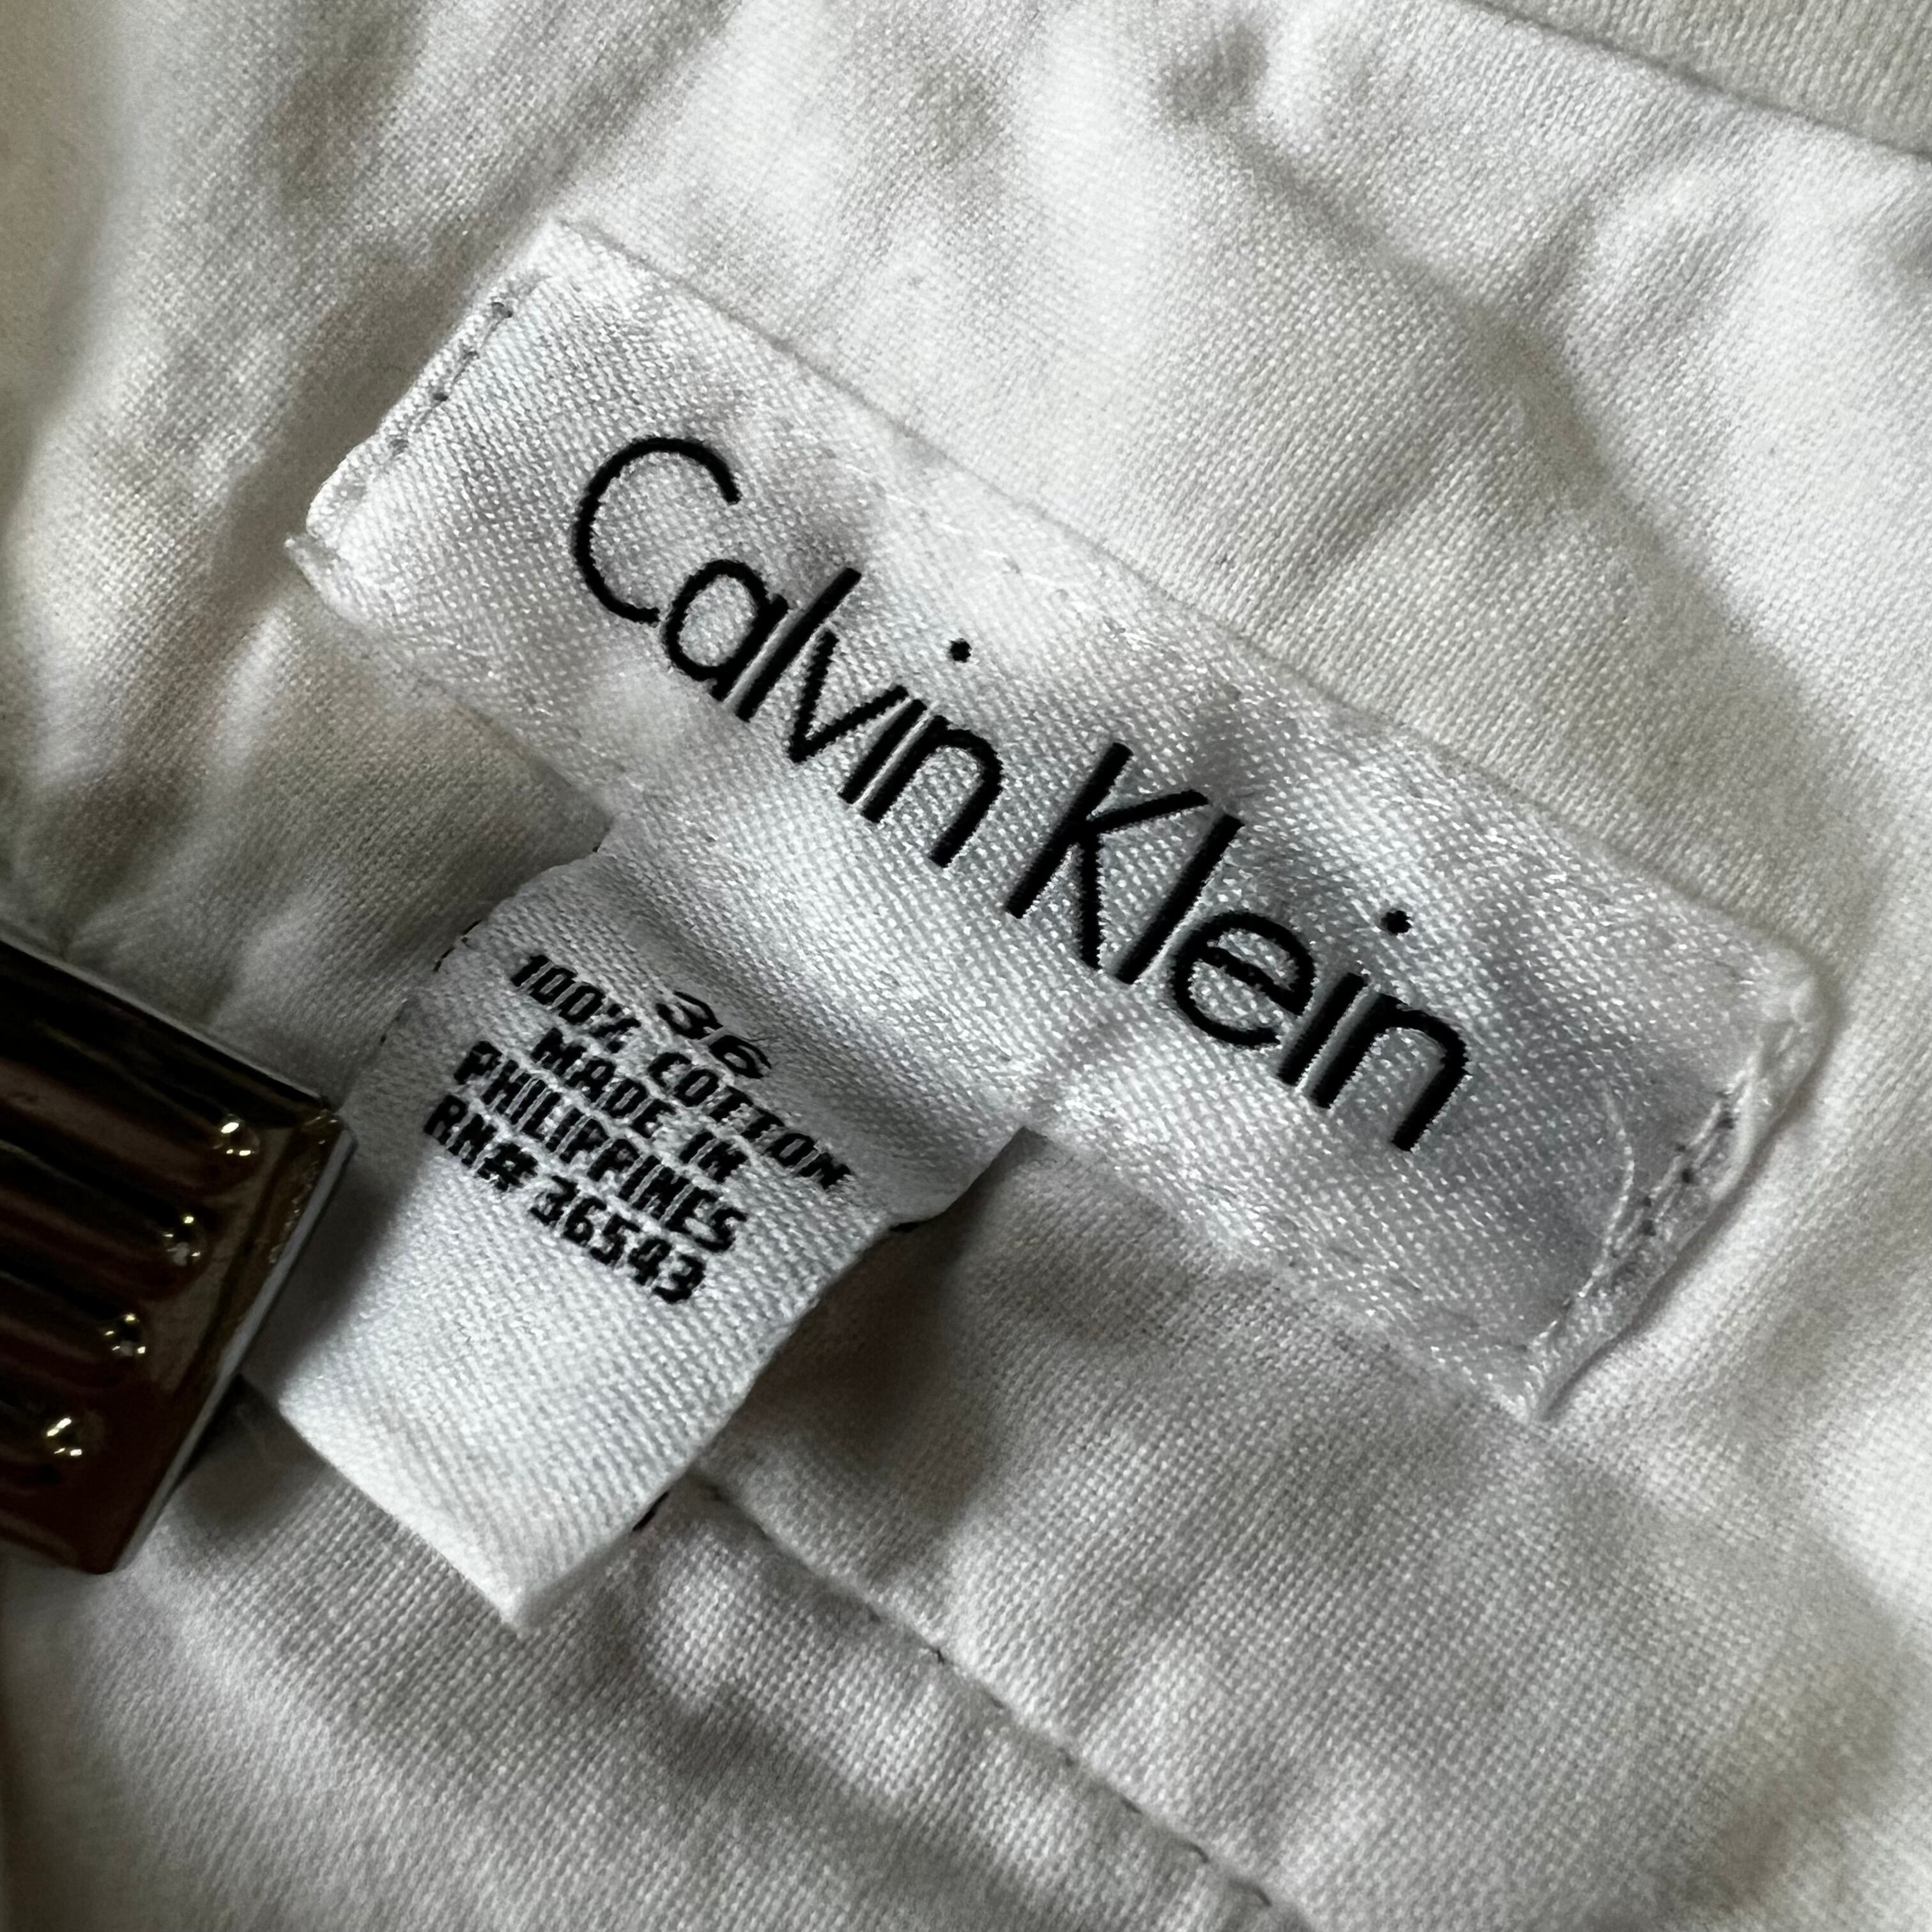 Calvin Klein
36
100% COTTON
MADE IN
PHILIPPINES
RN# 36543